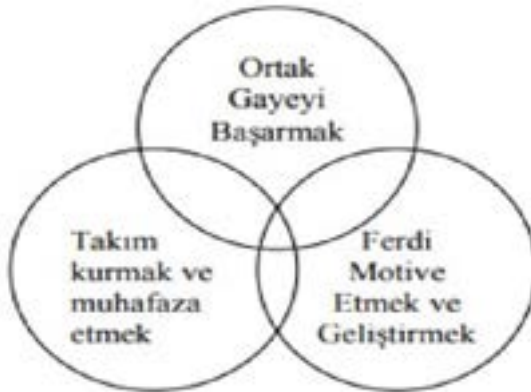 Ortak
Gayeyi
Başarmak
Takım
kurmak ve
muhafaza
etmek
Ferdi
Motive
Etmek ve
Geliştirmek